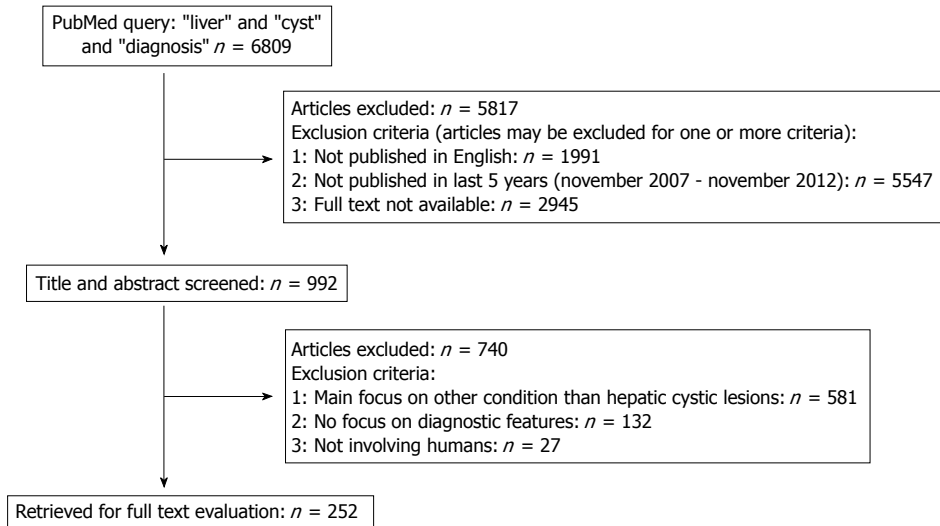 PubMed query: "liver" and "cyst"
and "diagnosis" n = 6809
Articles excluded: n = 5817
Exclusion criteria (articles may be excluded for one or more criteria):
1: Not published in English: n = 1991
2: Not published in last 5 years (november 2007 - november 2012): n = 5547
3: Full text not available: n = 2945
Title and abstract screened: n = 992
Articles excluded: n = 740
Exclusion criteria:
1: Main focus on other condition than hepatic cystic lesions: n = 581
2: No focus on diagnostic features: n = 132
3: Not involving humans: n = 27
Retrieved for full text evaluation: n = 252